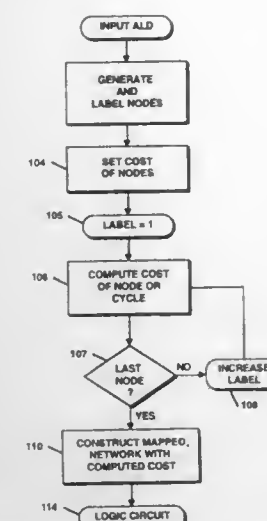 INPUT ALD
GENERATE
AND
LABEL NODES
104
SET COST
OF NODES
105
LABEL = 1
106
COMPUTE COST
OF NODE OR
CYCLE
107
LAST
NODE
?
NO
INCREASE
LABEL
108
YES
110
CONSTRUCT MAPPED,
NETWORK WITH
COMPUTED COST
114
LOGIC CIRCUIT